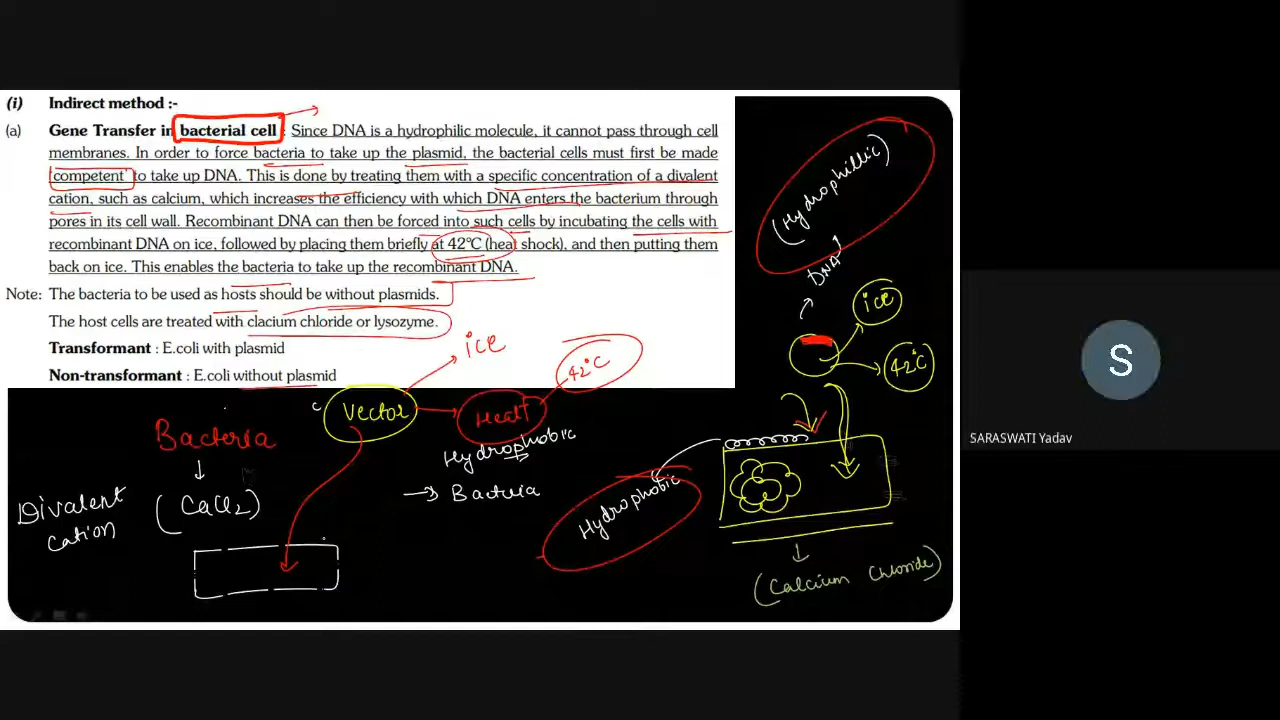 (i) Indirect method :-
(a) Gene Transfer in bacterial cell : Since DNA is a hydrophilic molecule, it cannot pass through cell
membranes. In order to force bacteria to take up the plasmid, the bacterial cells must first be made
'competent' to take up DNA. This is done by treating them with a specific concentration of a divalent
cation, such as calcium, which increases the efficiency with which DNA enters the bacterium through
pores in its cell wall. Recombinant DNA can then be forced into such cells by incubating the cells with
recombinant DNA on ice, followed by placing them briefly at 42°C (heat shock), and then putting them
back on ice. This enables the bacteria to take up the recombinant DNA.
Note: The bacteria to be used as hosts should be without plasmids.
The host cells are treated with clacium chloride or lysozyme.
Transformant : E.coli with plasmid
Non-transformant : E.coli without plasmid
(Hydrophillic)
DNA
ice
42°C
ice
42°C
Vector
Heat
Bacteria
Hydrophobic
→ Bacteria
(CaCl2)
Divalent
cation
Hydrophobic
(Calcium Chloride)
S
SARASWATI Yadav